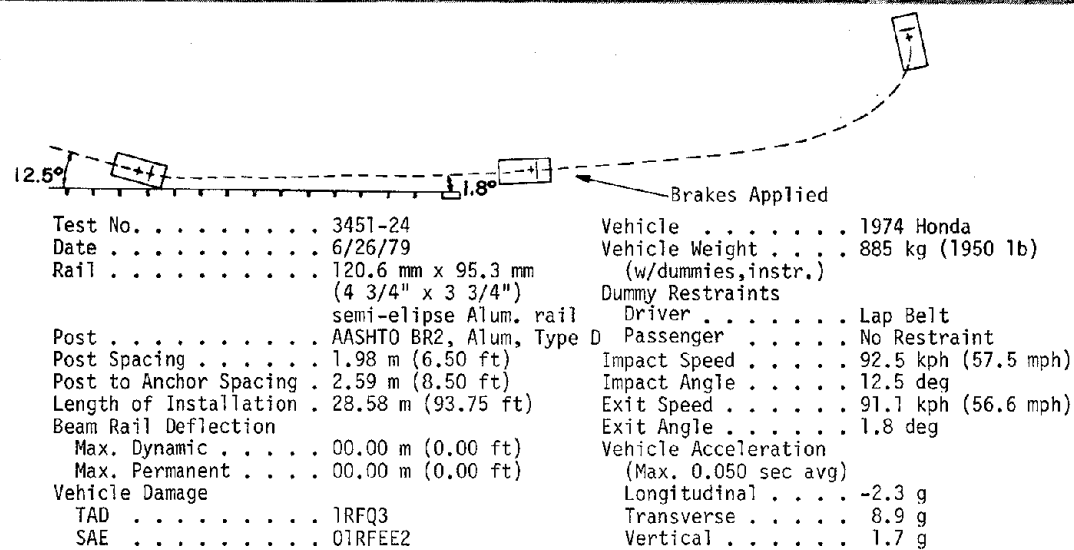 12.5°
1.8°
Brakes Applied
Test No. . . . . . . . . . 3451-24
Date . . . . . . . . . . . 6/26/79
Rail . . . . . . . . . . . 120.6 mm x 95.3 mm
(4 3/4" x 3 3/4")
semi-elipse Alum. rail
Post . . . . . . . . . . . AASHTO BR2, Alum, Type D
Post Spacing . . . . . . 1.98 m (6.50 ft)
Post to Anchor Spacing . 2.59 m (8.50 ft)
Length of Installation . 28.58 m (93.75 ft)
Beam Rail Deflection
Max. Dynamic . . . . . 00.00 m (0.00 ft)
Max. Permanent . . . . 00.00 m (0.00 ft)
Vehicle Damage
TAD . . . . . . . . . 1RFQ3
SAE . . . . . . . . . 01RFEE2
Vehicle . . . . . . . 1974 Honda
Vehicle Weight . . . . 885 kg (1950 lb)
(w/dummies,instr.)
Dummy Restraints
Driver . . . . . . . Lap Belt
Passenger . . . . . No Restraint
Impact Speed . . . . . 92.5 kph (57.5 mph)
Impact Angle . . . . . 12.5 deg
Exit Speed . . . . . . 91.1 kph (56.6 mph)
Exit Angle . . . . . . 1.8 deg
Vehicle Acceleration
(Max. 0.050 sec avg)
Longitudinal . . . . -2.3 g
Transverse . . . . . 8.9 g
Vertical . . . . . . 1.7 g